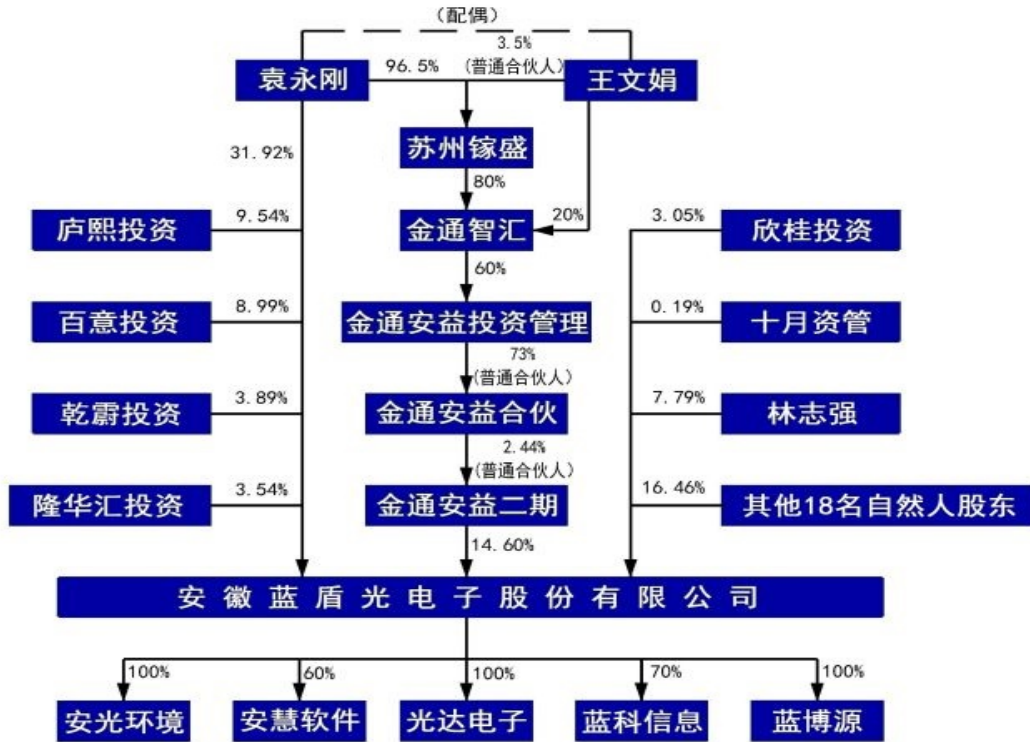 （配偶）
3.5%
96.5%
(普通合伙人)
袁永刚
王文娟
苏州镓盛
31.92%
80%
庐熙投资
9.54%
金通智汇
20%
3.05%
欣桂投资
60%
百意投资
8.99%
金通安益投资管理
0.19%
十月资管
73%
(普通合伙人)
乾霨投资
3.89%
金通安益合伙
7.79%
林志强
2.44%
(普通合伙人)
隆华汇投资
3.54%
金通安益二期
16.46%
其他18名自然人股东
14.60%
安徽蓝盾光电子股份有限公司
100%
60%
100%
70%
100%
安光环境
安慧软件
光达电子
蓝科信息
蓝博源